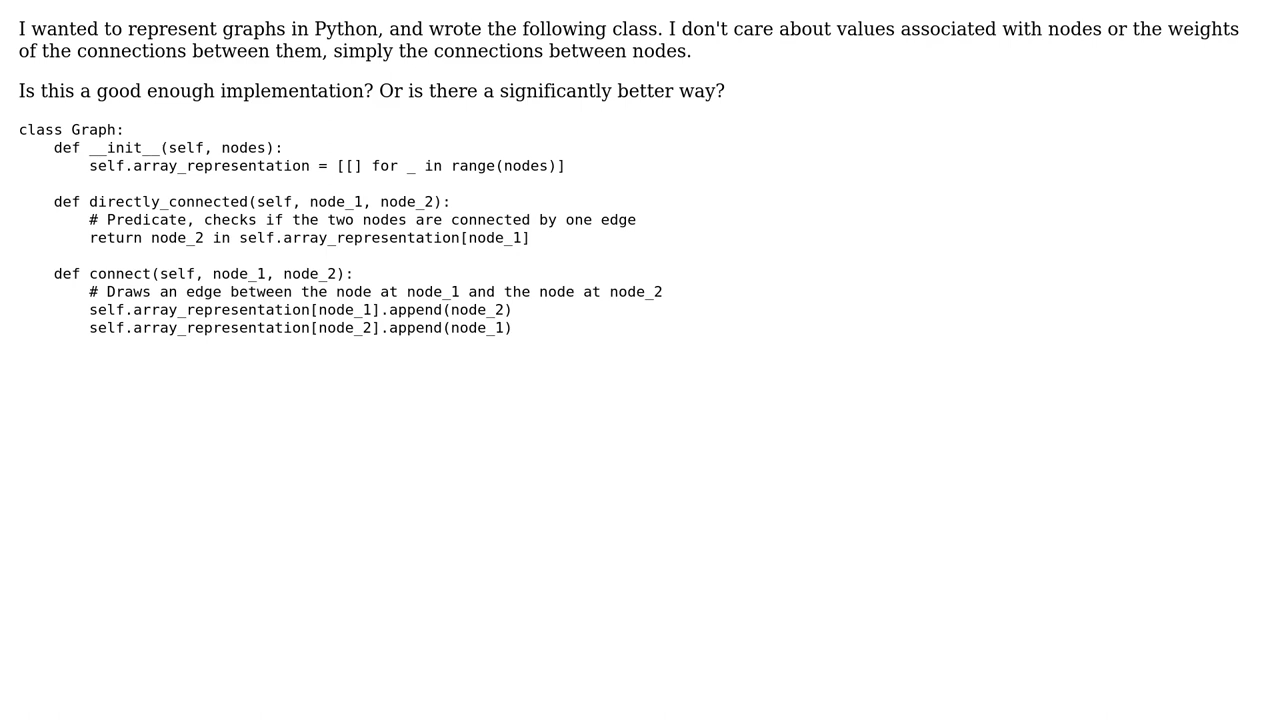 I wanted to represent graphs in Python, and wrote the following class. I don't care about values associated with nodes or the weights
of the connections between them, simply the connections between nodes.
Is this a good enough implementation? Or is there a significantly better way?
class Graph:
    def __init__(self, nodes):
        self.array_representation = [[] for _ in range(nodes)]
    def directly_connected(self, node_1, node_2):
        # Predicate, checks if the two nodes are connected by one edge
        return node_2 in self.array_representation[node_1]
    def connect(self, node_1, node_2):
        # Draws an edge between the node at node_1 and the node at node_2
        self.array_representation[node_1].append(node_2)
        self.array_representation[node_2].append(node_1)